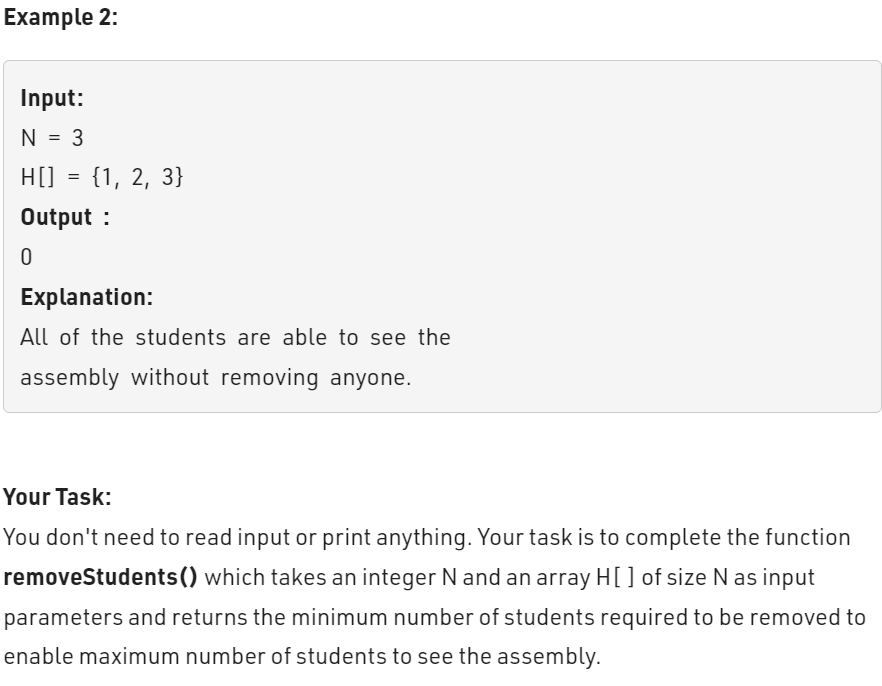 Example 2:
Input:
N = 3
H[] = {1, 2, 3}
Output :
0
Explanation:
All of the students are able to see the
assembly without removing anyone.
Your Task:
You don't need to read input or print anything. Your task is to complete the function
removeStudents() which takes an integer N and an array H[ ] of size N as input
parameters and returns the minimum number of students required to be removed to
enable maximum number of students to see the assembly.